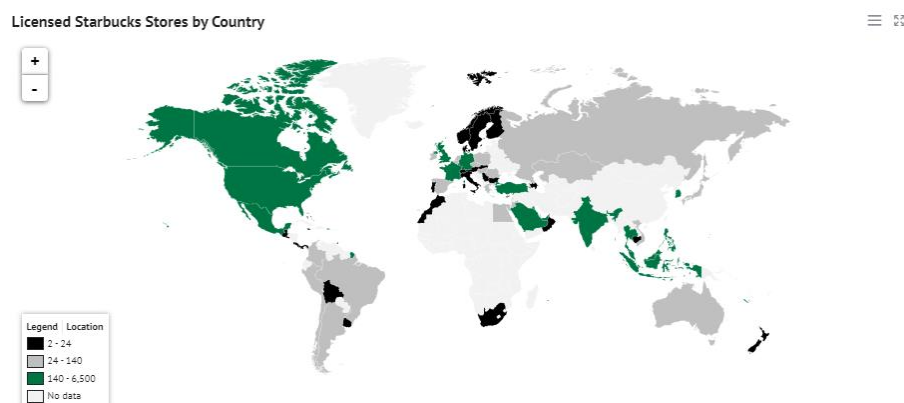 Licensed Starbucks Stores by Country
+
-
Legend Location
2 - 24
24 - 140
140 - 6,500
No data